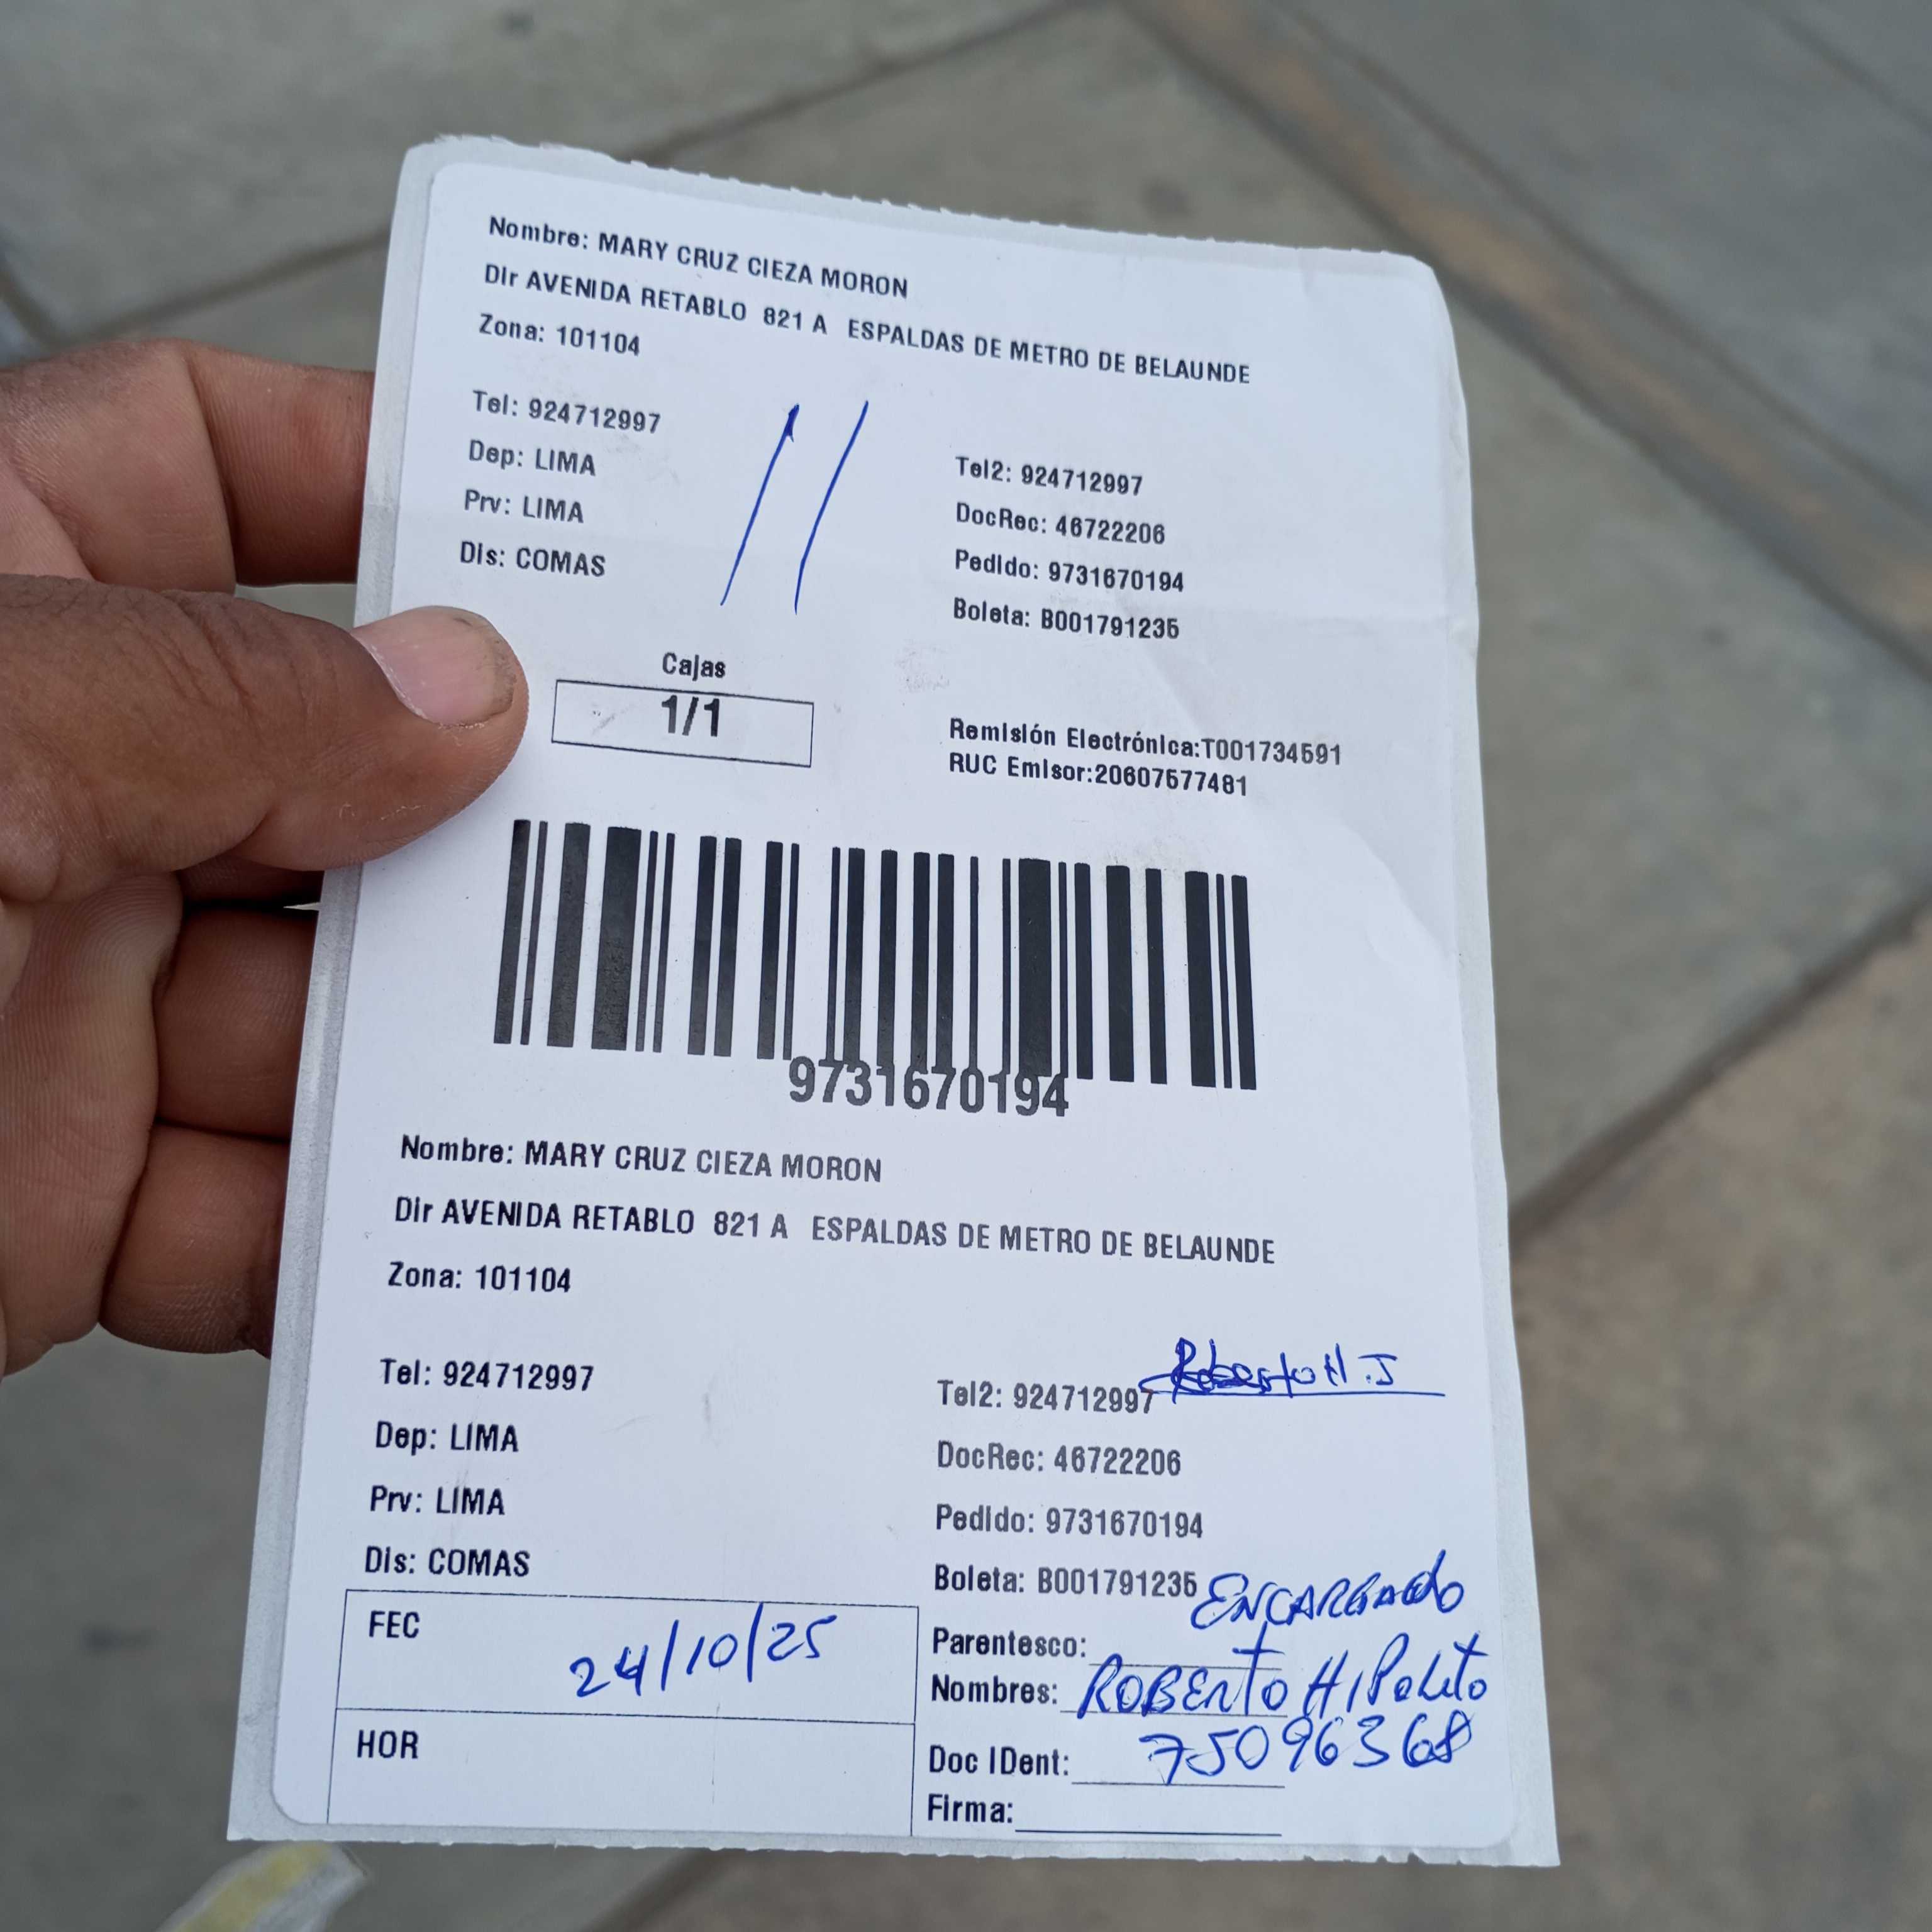 Nombre: MARY CRUZ CIEZA MORON
Dir AVENIDA RETABLO 821 A ESPALDAS DE METRO DE BELAUNDE
Zona: 101104
Tel: 924712997
Dep: LIMA
Prv: LIMA
Dis: COMAS
Tel2: 924712997
DocRec: 46722206
Pedido: 9731670194
Boleta: B001791235
Cajas
1/1
Remisión Electrónica:T001734591
RUC Emisor:20607577481
9731670194
Nombre: MARY CRUZ CIEZA MORON
Dir AVENIDA RETABLO 821 A ESPALDAS DE METRO DE BELAUNDE
Zona: 101104
Tel: 924712997
Dep: LIMA
Prv: LIMA
Dis: COMAS
Roberto H.J
Tel2: 924712997
DocRec: 46722206
Pedido: 9731670194
Boleta: B001791235
FEC 24/10/25
HOR
Parentesco: ENCARGADO
Nombres: ROBERTO HIPOLITO
Doc IDent: 75096368
Firma: